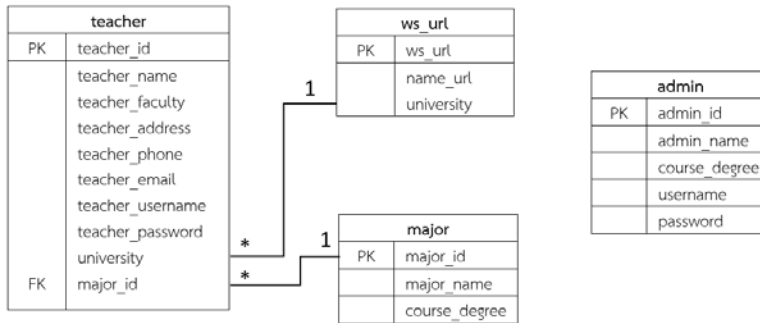 teacher
PK teacher_id
teacher_name
teacher_faculty
teacher_address
teacher_phone
teacher_email
teacher_username
teacher_password
university
FK major_id
*
*
1
1
ws_url
PK ws_url
name_url
university
major
PK major_id
major_name
course_degree
admin
PK admin_id
admin_name
course_degree
username
password